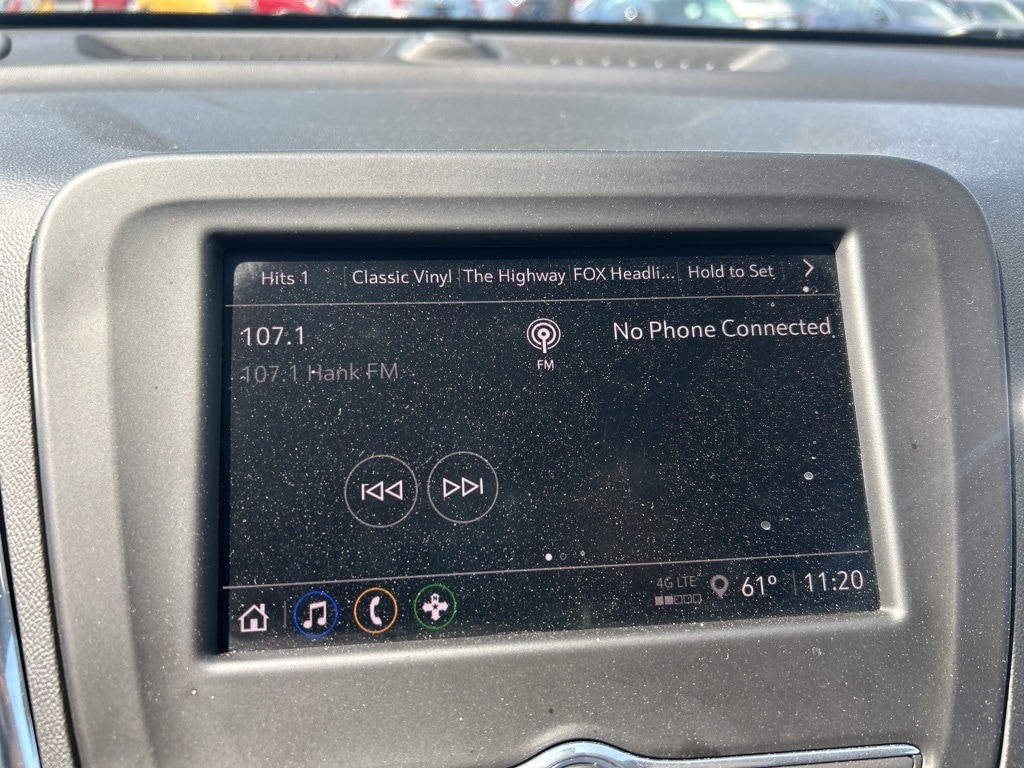 Hits 1 Classic Vinyl The Highway FOX Headli... Hold to Set
107.1
107.1 Hank FM
FM
No Phone Connected
N
4G LTE
61° 11:20